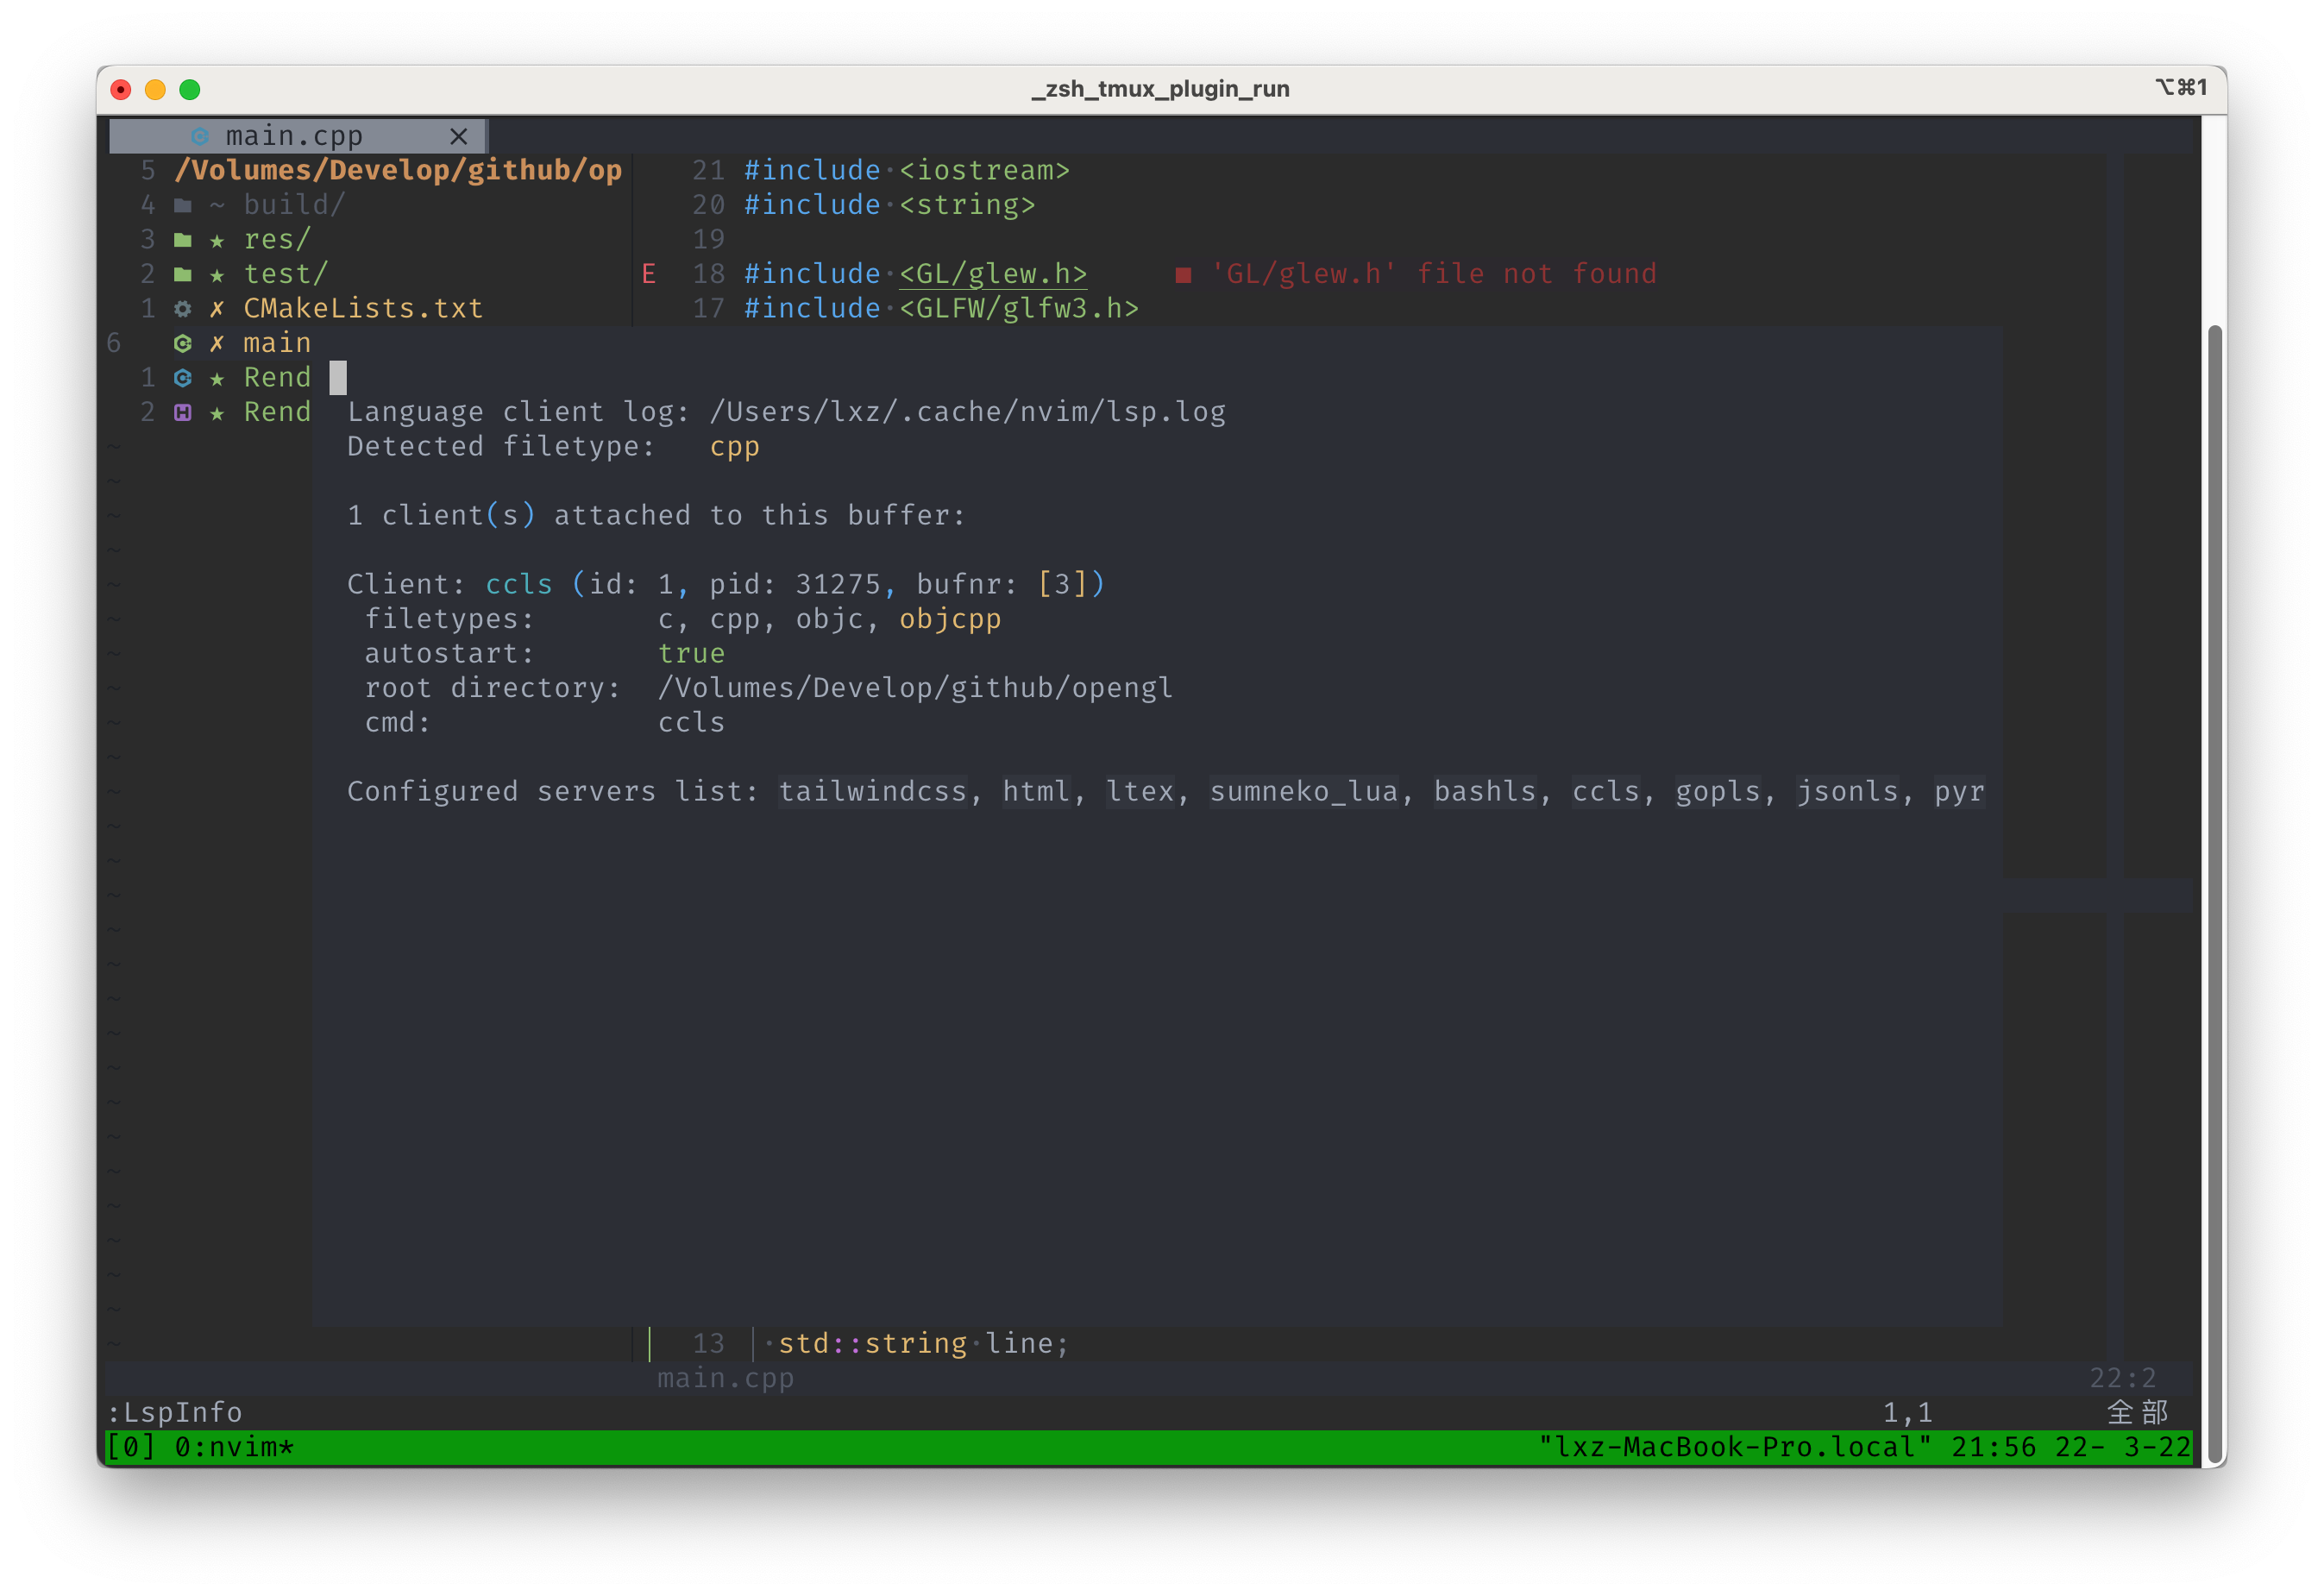 _zsh_tmux_plugin_run ⌥⌘1
main.cpp ×
5 /Volumes/Develop/github/op
4 ~ build/
3 ★ res/
2 ★ test/
1 ✗ CMakeLists.txt
6 ✗ main
1 ★ Rend
2 ★ Rend
21 #include·<iostream>
20 #include·<string>
19
E 18 #include·<GL/glew.h> ■ 'GL/glew.h' file not found
17 #include·<GLFW/glfw3.h>
Language client log: /Users/lxz/.cache/nvim/lsp.log
Detected filetype: cpp
1 client(s) attached to this buffer:
Client: ccls (id: 1, pid: 31275, bufnr: [3])
filetypes: c, cpp, objc, objcpp
autostart: true
root directory: /Volumes/Develop/github/opengl
cmd: ccls
Configured servers list: tailwindcss, html, ltex, sumneko_lua, bashls, ccls, gopls, jsonls, pyr
13 ·std::string·line;
main.cpp 22:2
:LspInfo 1,1 全部
[0] 0:nvim* "lxz-MacBook-Pro.local" 21:56 22- 3-22